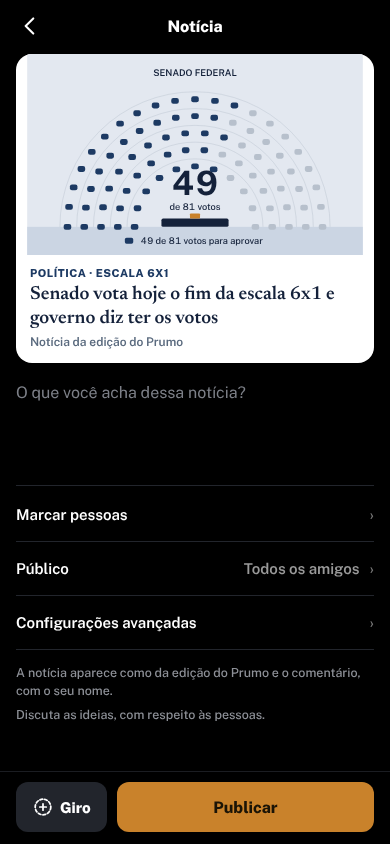 Notícia
SENADO FEDERAL
49
de 81 votos
49 de 81 votos para aprovar
POLÍTICA · ESCALA 6X1
Senado vota hoje o fim da escala 6x1 e
governo diz ter os votos
Notícia da edição do Prumo
O que você acha dessa notícia?
Marcar pessoas
Público
Todos os amigos
Configurações avançadas
A notícia aparece como da edição do Prumo e o comentário,
com o seu nome.
Discuta as ideias, com respeito às pessoas.
Giro
Publicar